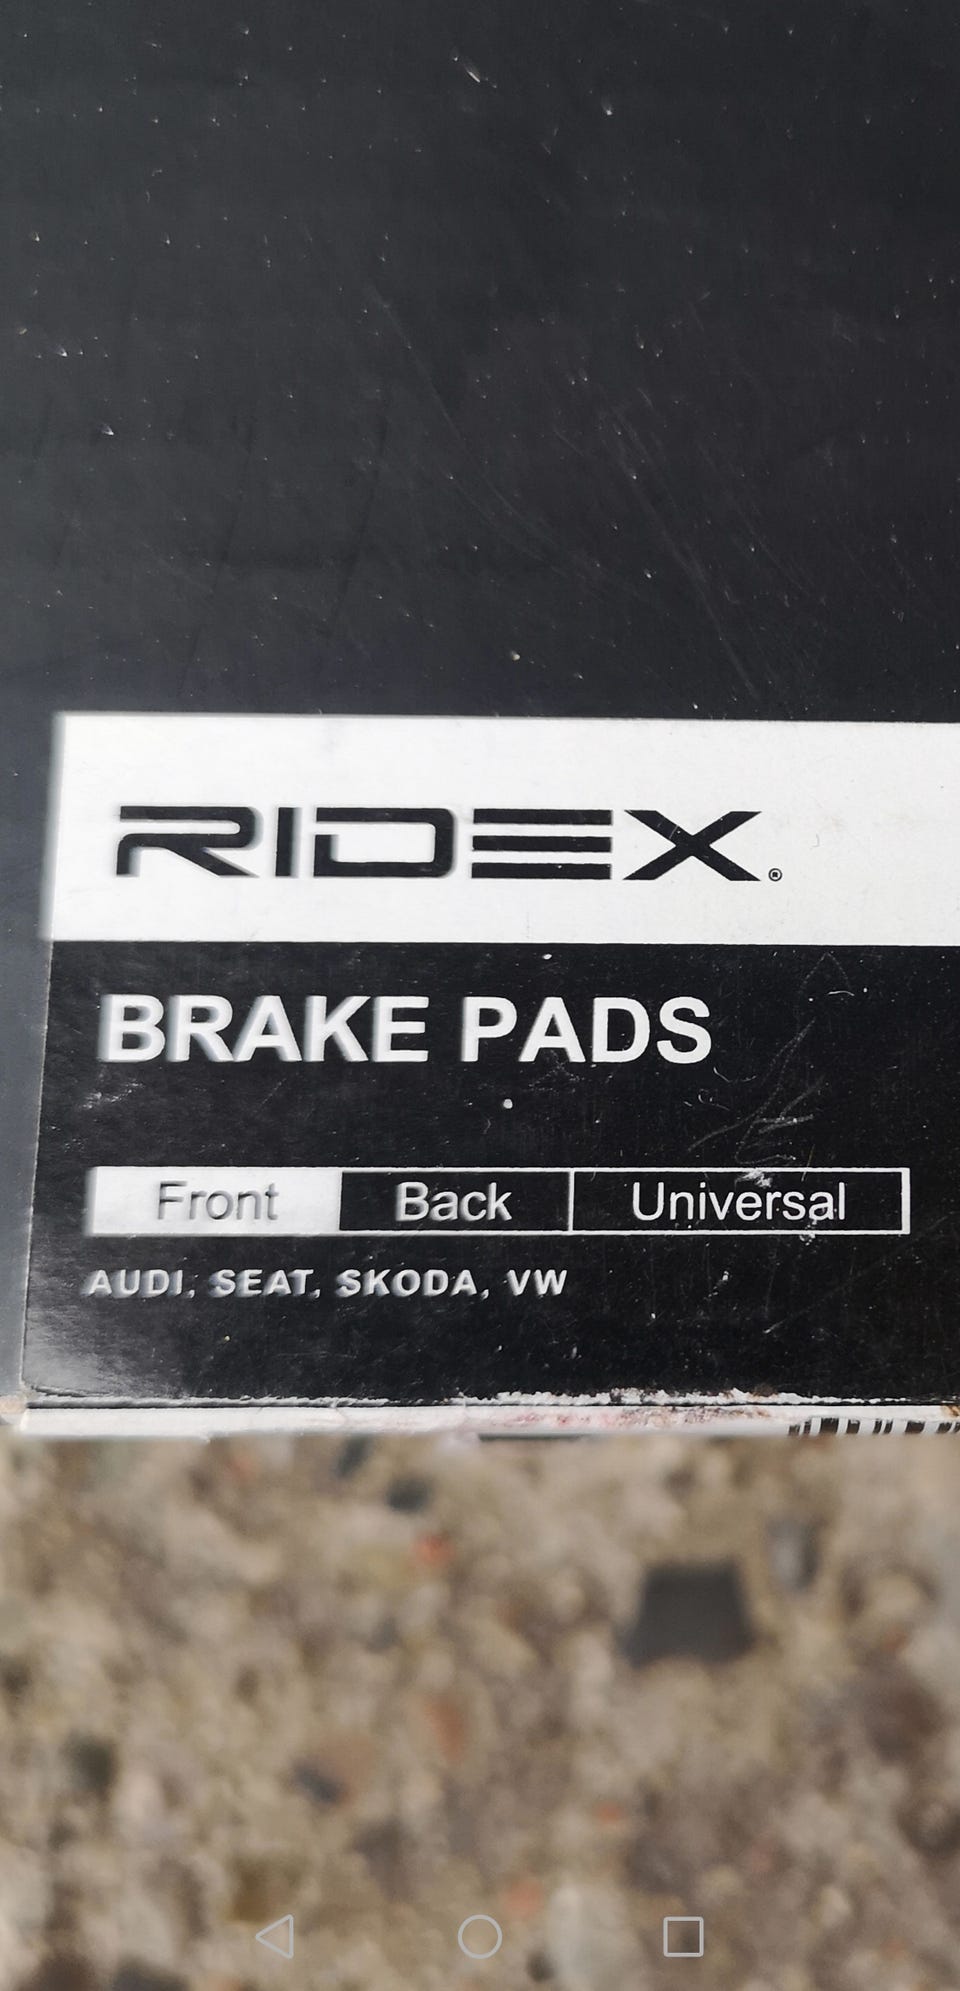 RIDEX®
BRAKE PADS
Front Back Universal
AUDI, SEAT, SKODA, VW